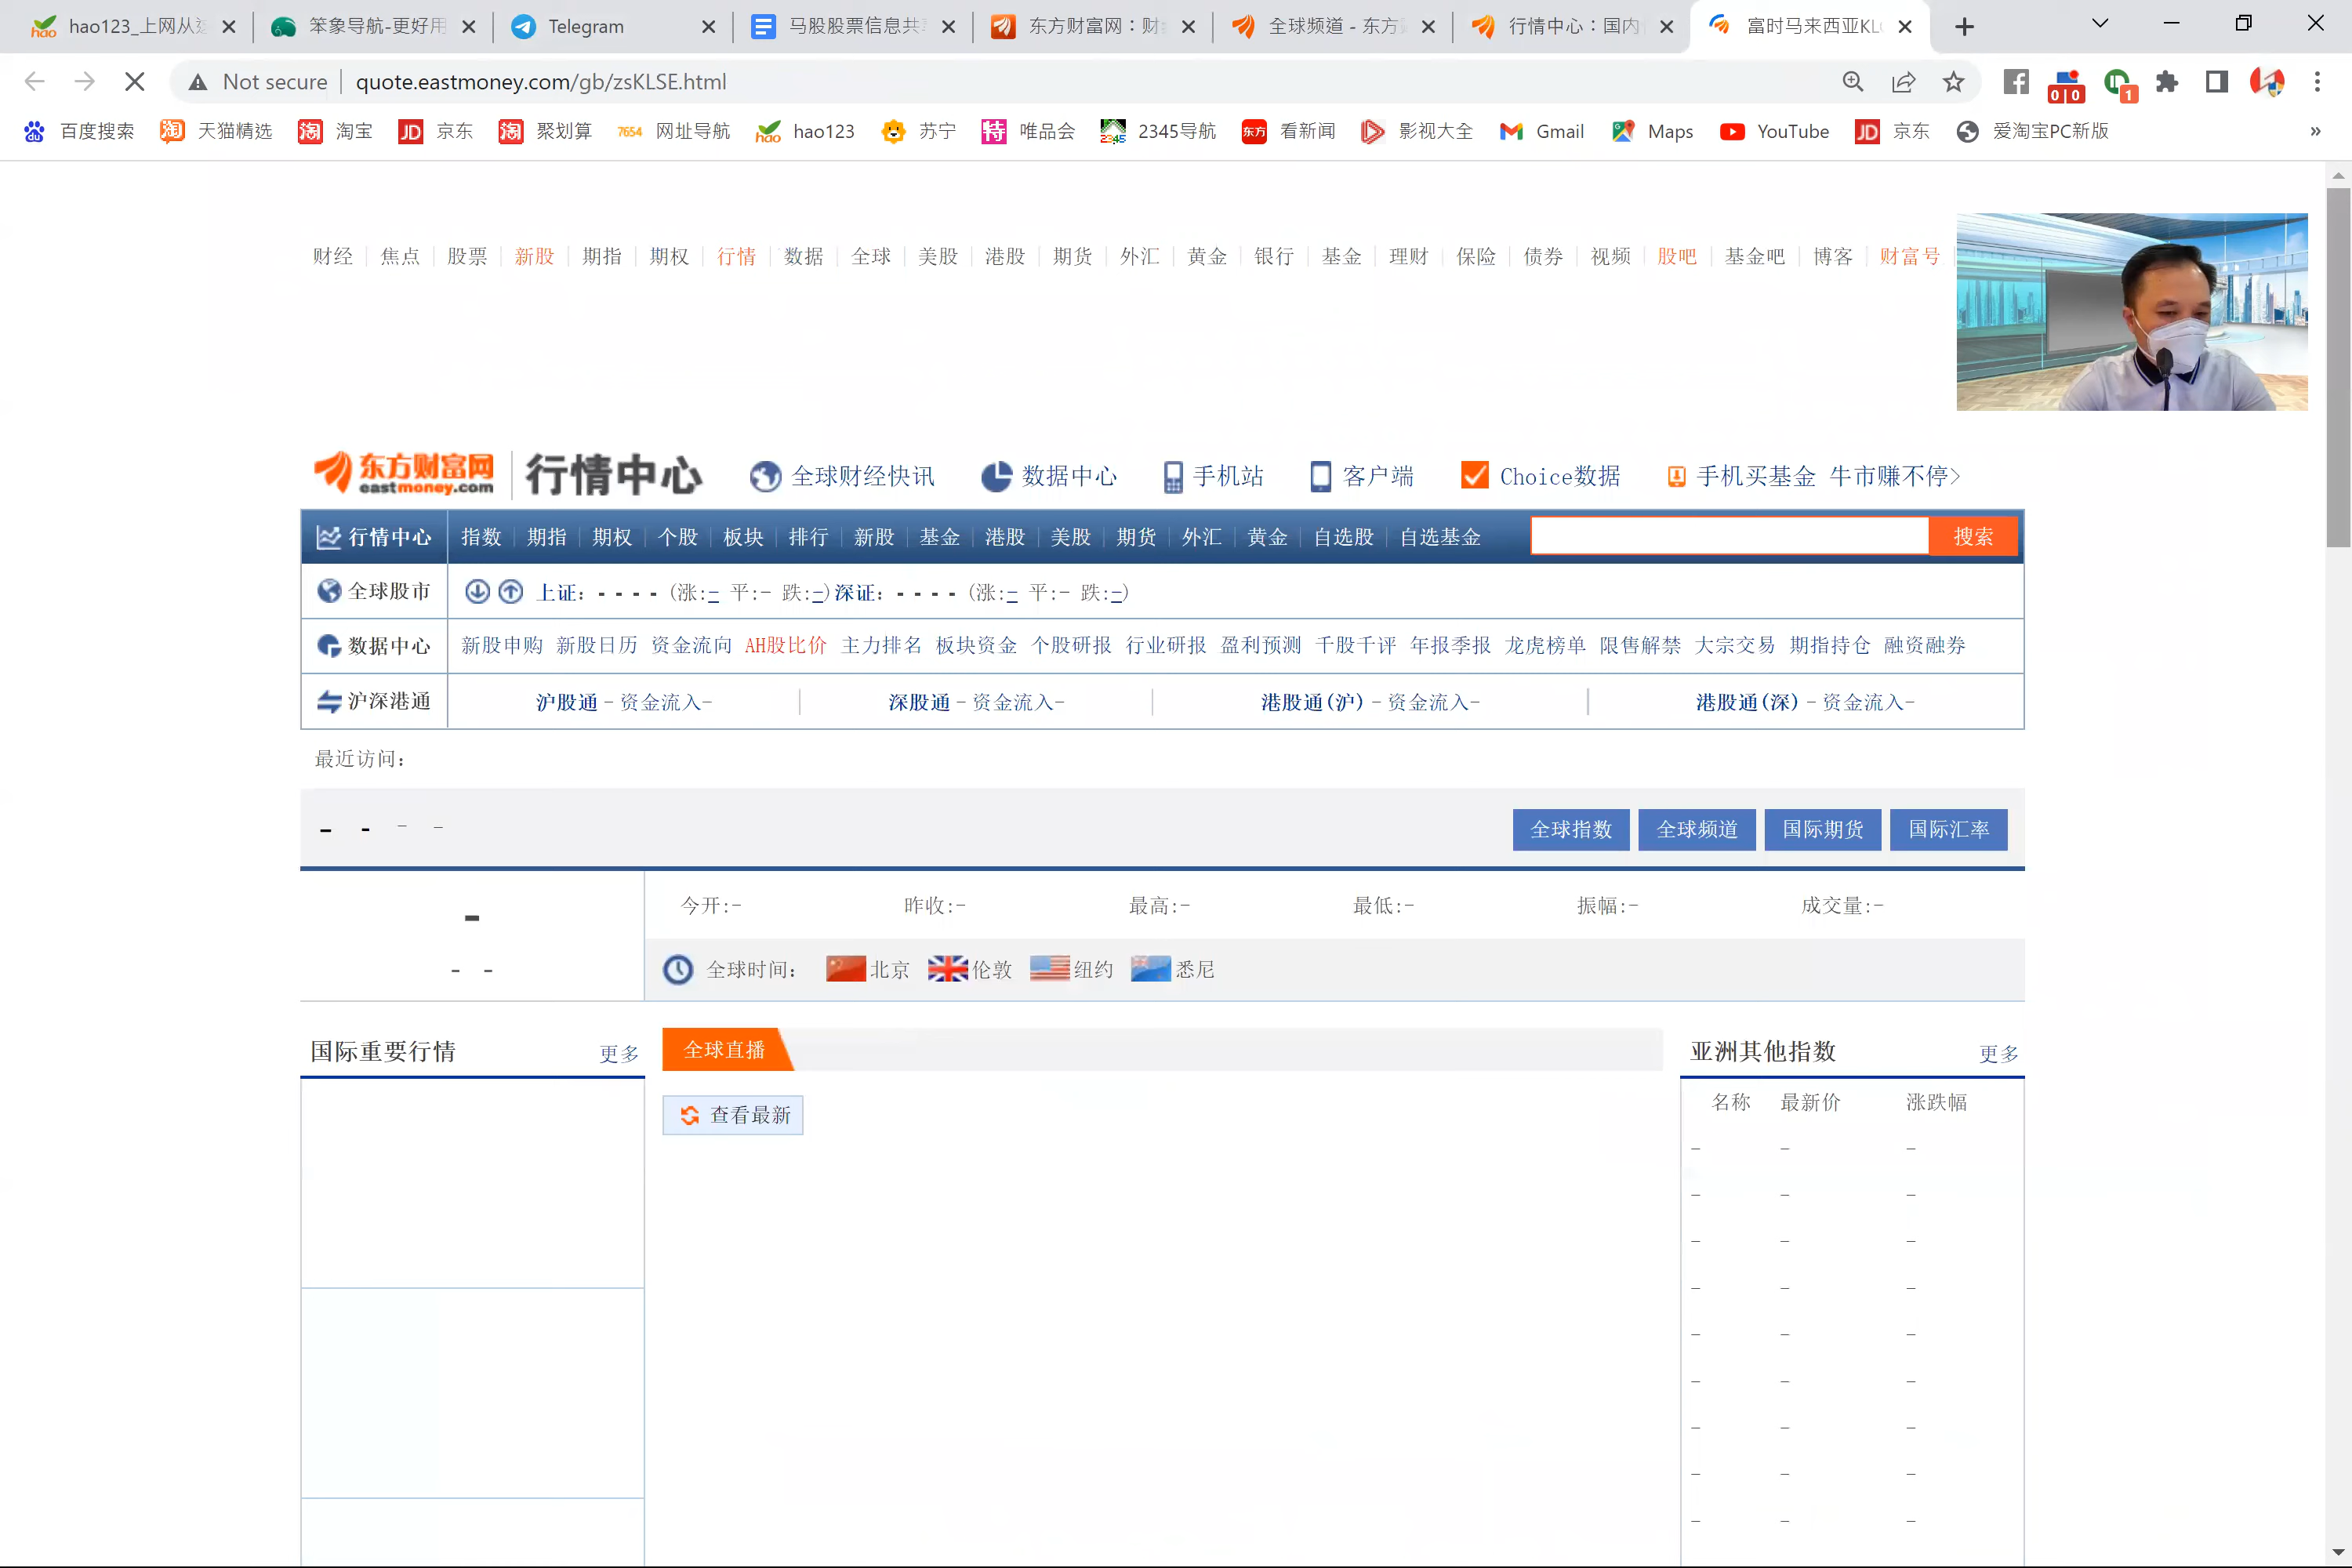 hao123_上网从这 笨象导航-更好用 Telegram 马股股票信息共享 东方财富网：财经 全球频道 - 东方财 行情中心：国内 富时马来西亚KLC
Not secure quote.eastmoney.com/gb/zsKLSE.html 0|0 1
百度搜索 天猫精选 淘宝 京东 聚划算 7654 网址导航 hao123 苏宁 唯品会 2345导航 看新闻 影视大全 Gmail Maps YouTube 京东 爱淘宝PC新版 »
财经 焦点 股票 新股 期指 期权 行情 数据 全球 美股 港股 期货 外汇 黄金 银行 基金 理财 保险 债券 视频 股吧 基金吧 博客 财富号
东方财富网 eastmoney.com 行情中心 全球财经快讯 数据中心 手机站 客户端 Choice数据 手机买基金 牛市赚不停>
行情中心 指数 期指 期权 个股 板块 排行 新股 基金 港股 美股 期货 外汇 黄金 自选股 自选基金 搜索
全球股市 上证：- - - - (涨:- 平:- 跌:-) 深证：- - - - (涨:- 平:- 跌:-)
数据中心 新股申购 新股日历 资金流向 AH股比价 主力排名 板块资金 个股研报 行业研报 盈利预测 千股千评 年报季报 龙虎榜单 限售解禁 大宗交易 期指持仓 融资融券
沪深港通 沪股通 - 资金流入- 深股通 - 资金流入- 港股通(沪) - 资金流入- 港股通(深) - 资金流入-
最近访问：
- - - - 全球指数 全球频道 国际期货 国际汇率
- 今开:- 昨收:- 最高:- 最低:- 振幅:- 成交量:-
- - 全球时间： 北京 伦敦 纽约 悉尼
国际重要行情 更多 全球直播 亚洲其他指数 更多
查看最新 名称 最新价 涨跌幅
- - -
- - -
- - -
- - -
- - -
- - -
- - -
- - -
- - -